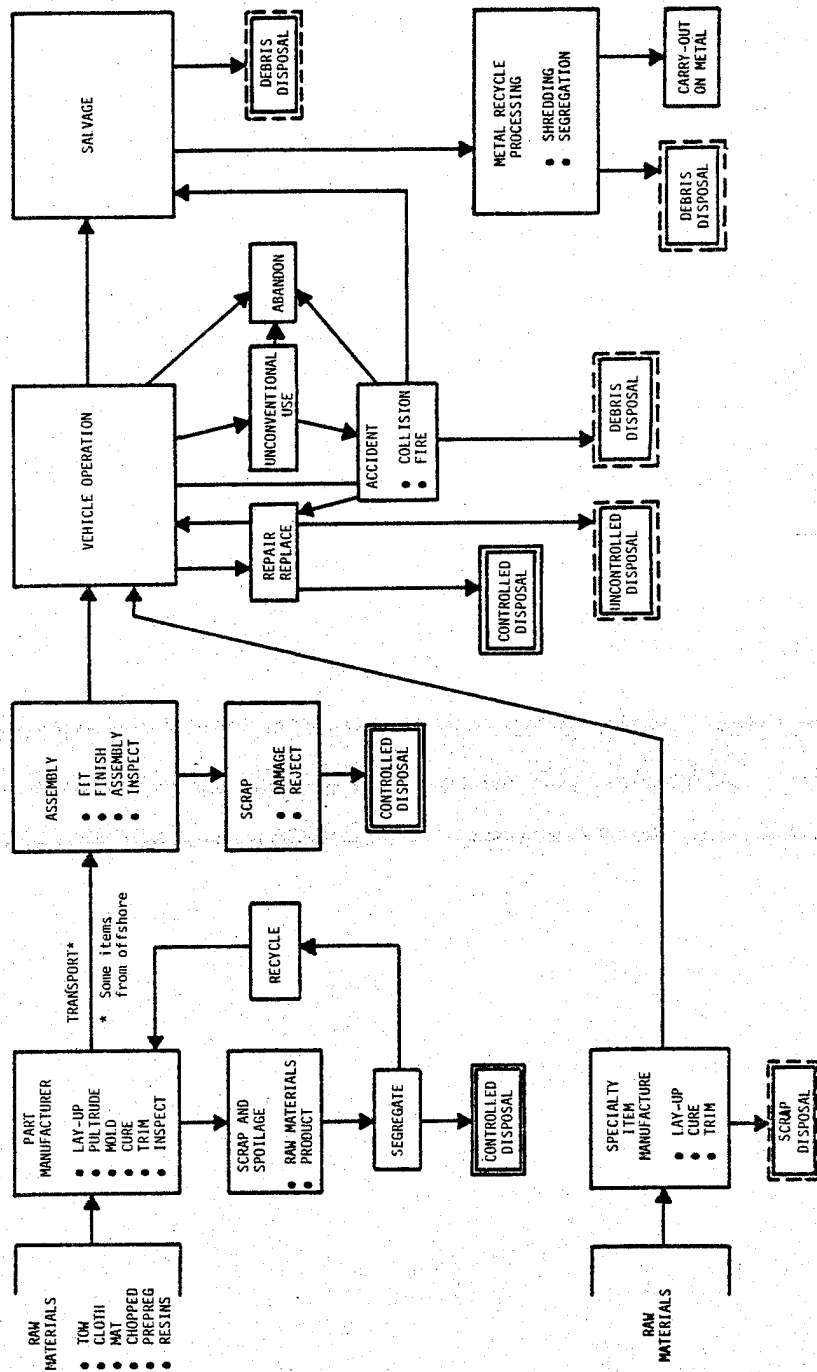 RAW
MATERIALS
• TOW
• CLOTH
• MAT
• CHOPPED
• PREPREG
• RESINS
PART
MANUFACTURER
• LAY-UP
• PULTRUDE
• MOLD
• CURE
• TRIM
• INSPECT
TRANSPORT*
* Some items
from offshore
SCRAP AND
SPOILAGE
• RAW MATERIALS
• PRODUCT
SEGREGATE
RECYCLE
CONTROLLED
DISPOSAL
ASSEMBLY
• FIT
• FINISH
• ASSEMBLY
• INSPECT
SCRAP
• DAMAGE
• REJECT
CONTROLLED
DISPOSAL
VEHICLE OPERATION
REPAIR
REPLACE
UNCONVENTIONAL
USE
ABANDON
ACCIDENT
• COLLISION
• FIRE
CONTROLLED
DISPOSAL
UNCONTROLLED
DISPOSAL
DEBRIS
DISPOSAL
SALVAGE
DEBRIS
DISPOSAL
METAL RECYCLE
PROCESSING
• SHREDDING
• SEGREGATION
DEBRIS
DISPOSAL
CARRY-OUT
ON METAL
RAW
MATERIALS
SPECIALTY
ITEM
MANUFACTURE
• LAY-UP
• CURE
• TRIM
SCRAP
DISPOSAL